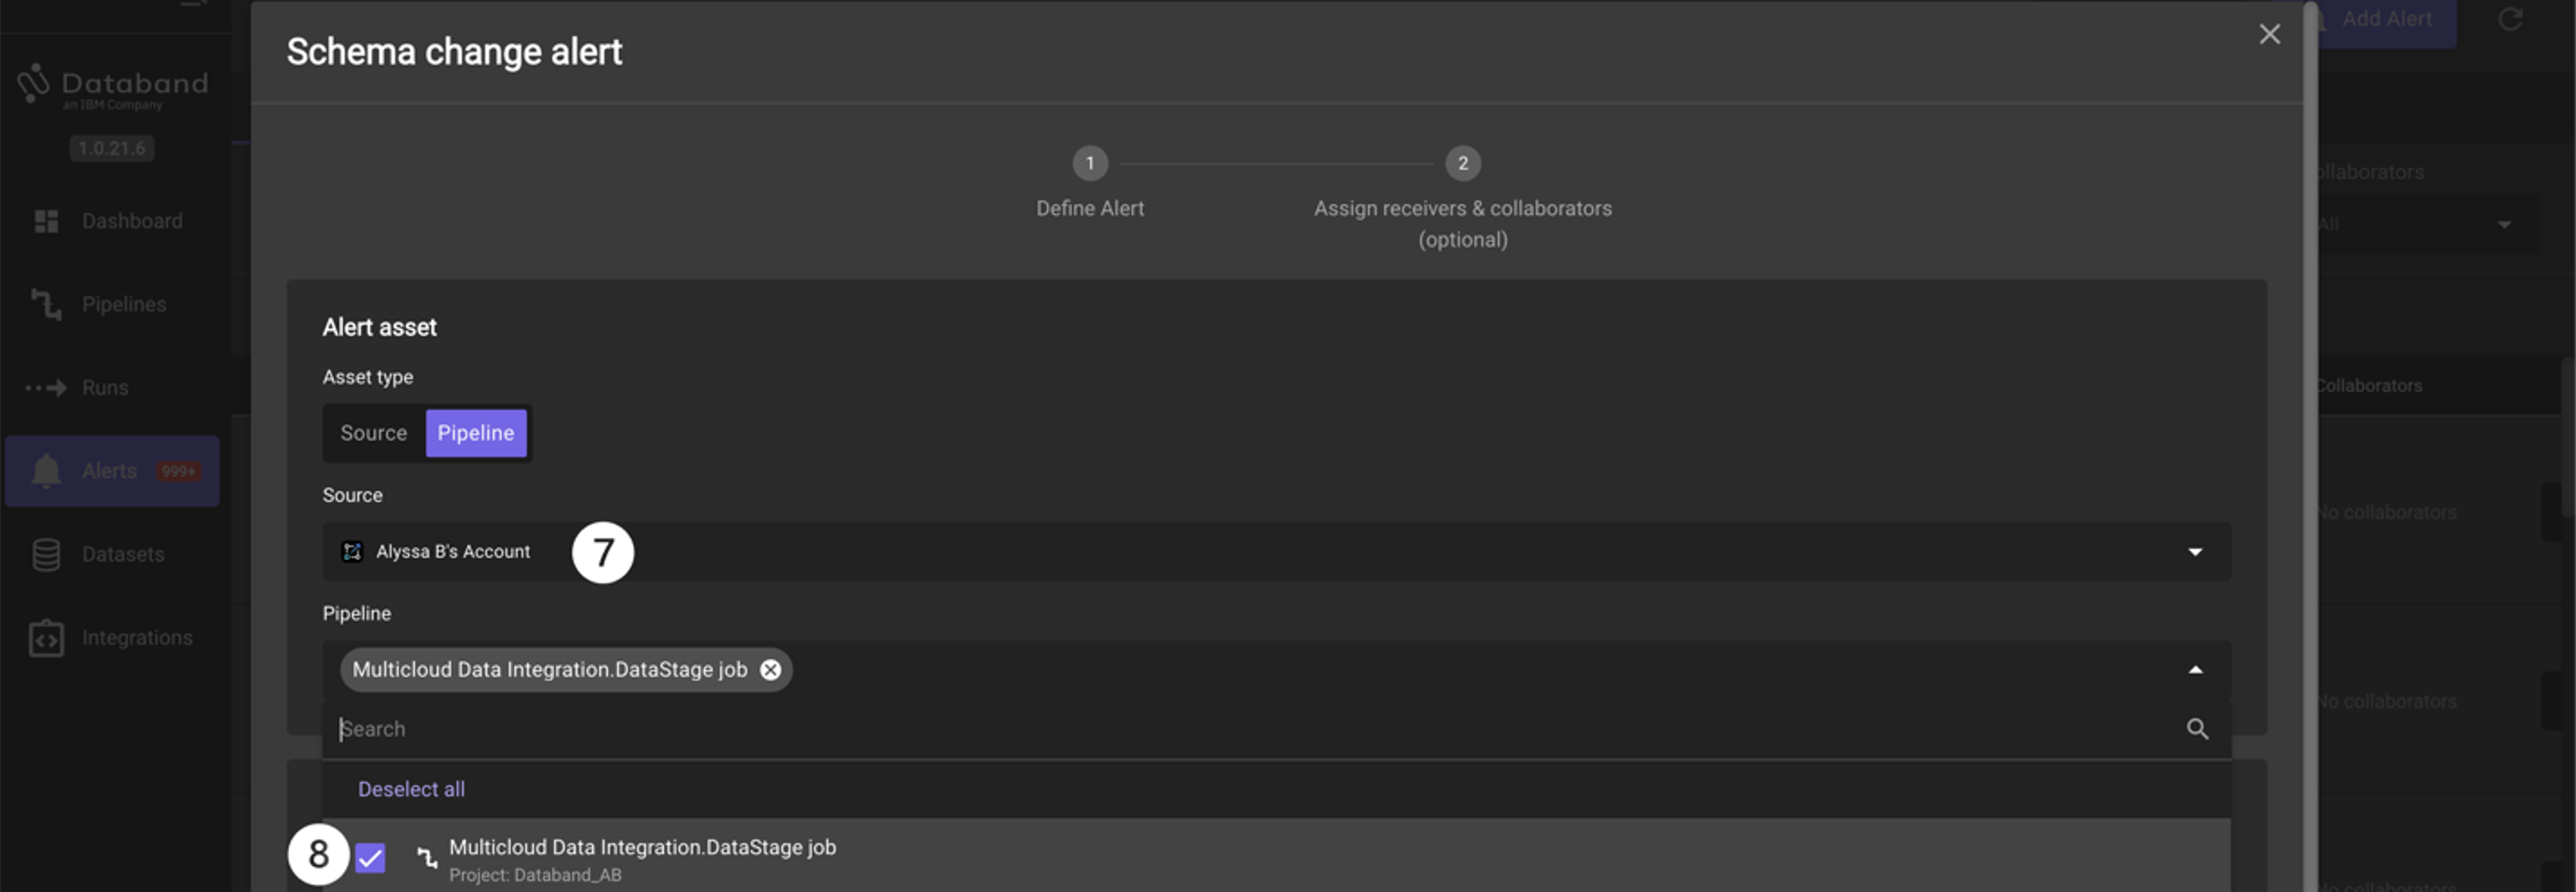 Schema change alert
Add Alert
Databand
an IBM Company
1.0.21.6
1
2
Define Alert
Assign receivers & collaborators
(optional)
Dashboard
Pipelines
Runs
Alerts 999+
Datasets
Integrations
Alert asset
Asset type
Source Pipeline
Source
Alyssa B's Account
7
Pipeline
Multicloud Data Integration.DataStage job
Search
Deselect all
8
Multicloud Data Integration.DataStage job
Project: Databand_AB
ollaborators
All
Collaborators
No collaborators
No collaborators
No collaborators